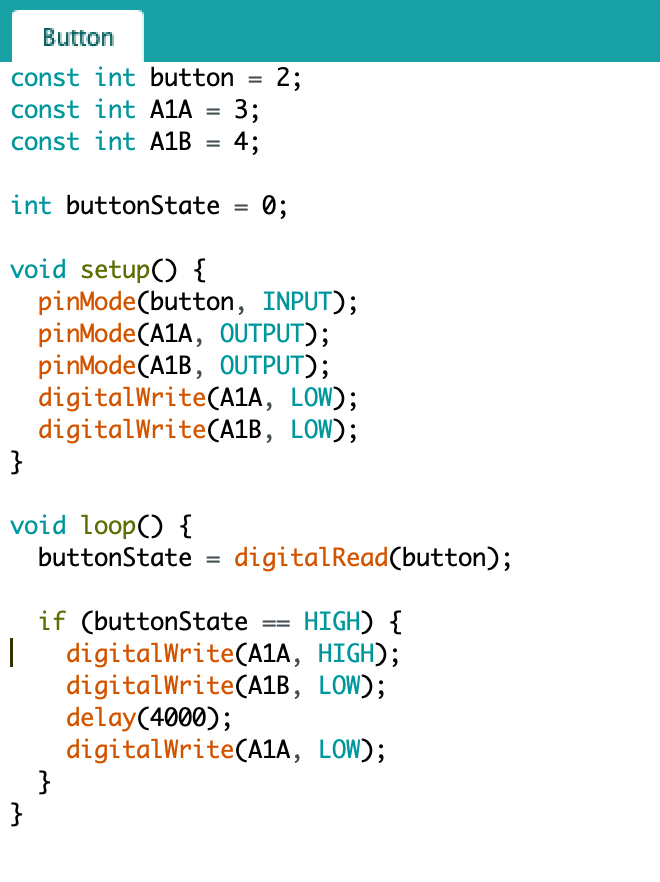 Button
const int button = 2;
const int A1A = 3;
const int A1B = 4;

int buttonState = 0;

void setup() {
  pinMode(button, INPUT);
  pinMode(A1A, OUTPUT);
  pinMode(A1B, OUTPUT);
  digitalWrite(A1A, LOW);
  digitalWrite(A1B, LOW);
}

void loop() {
  buttonState = digitalRead(button);

  if (buttonState == HIGH) {
    digitalWrite(A1A, HIGH);
    digitalWrite(A1B, LOW);
    delay(4000);
    digitalWrite(A1A, LOW);
  }
}